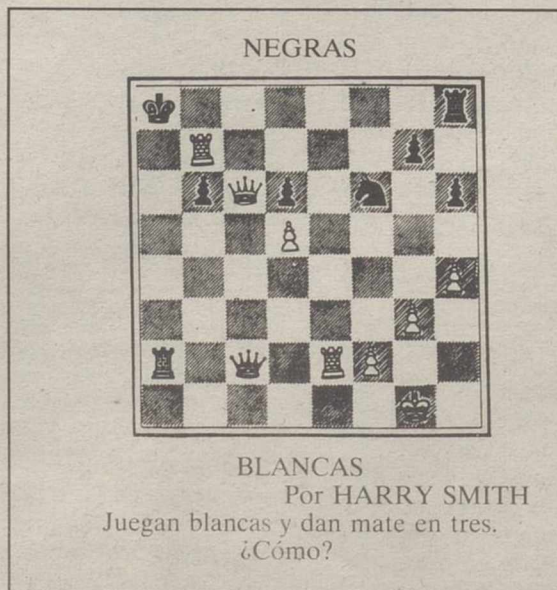 NEGRAS
BLANCAS
Por HARRY SMITH
Juegan blancas y dan mate en tres.
¿Cómo?